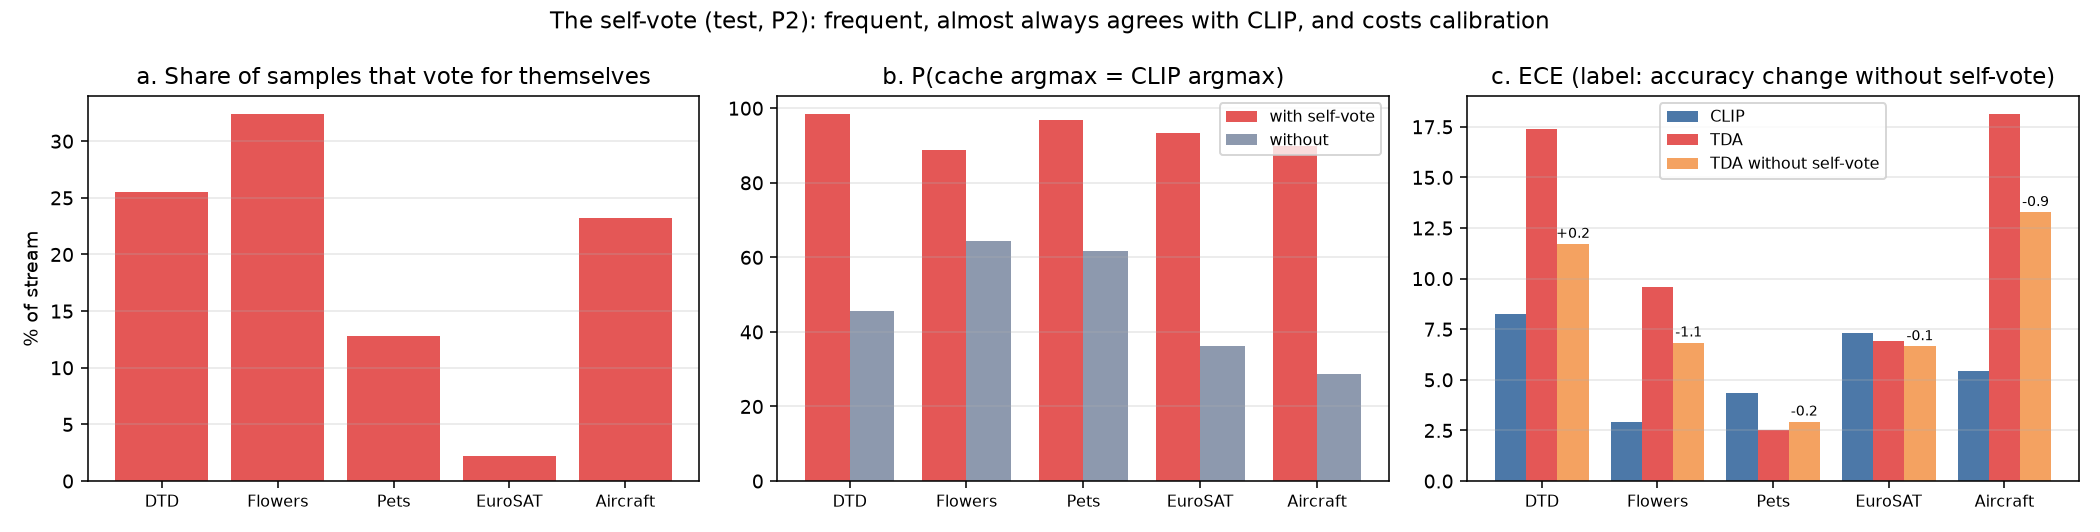 The self-vote (test, P2): frequent, almost always agrees with CLIP, and costs calibration
a. Share of samples that vote for themselves
% of stream
30
25
20
15
10
5
0
DTD Flowers Pets EuroSAT Aircraft
b. P(cache argmax = CLIP argmax)
with self-vote
without
100
80
60
40
20
0
DTD Flowers Pets EuroSAT Aircraft
c. ECE (label: accuracy change without self-vote)
CLIP
TDA
TDA without self-vote
17.5
15.0
12.5
10.0
7.5
5.0
2.5
0.0
+0.2
-1.1
-0.2
-0.1
-0.9
DTD Flowers Pets EuroSAT Aircraft